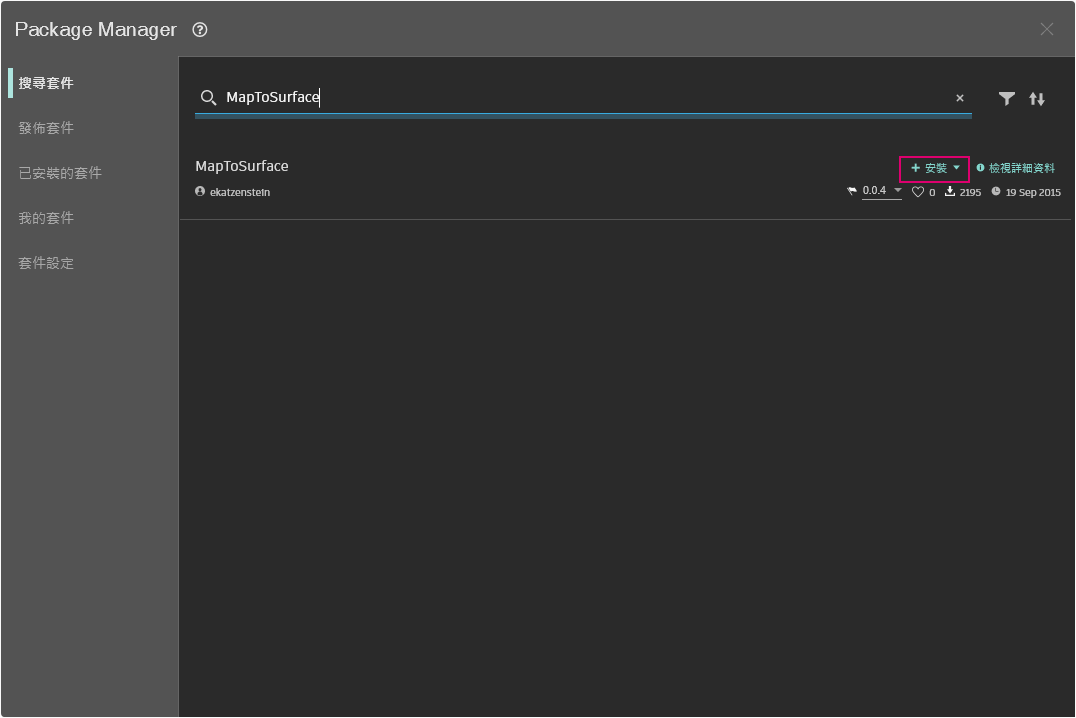 Package Manager
搜尋套件
發佈套件
已安裝的套件
我的套件
套件設定
MapToSurface
MapToSurface
安裝 檢視詳細資料
ekatzenstein 0.0.4 0 2195 19 Sep 2015